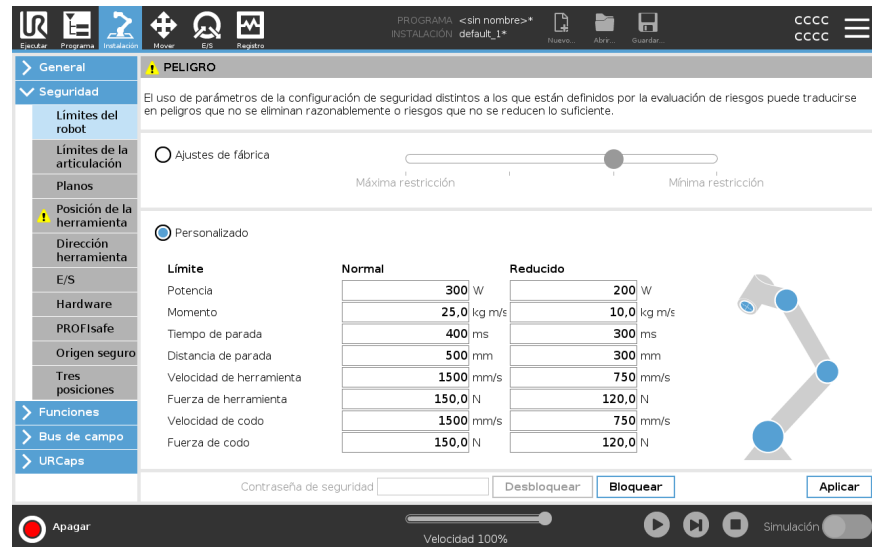 PROGRAMA <sin nombre>*
INSTALACIÓN default_1*
Ejecutar Programa Instalación Mover E/S Registro
Nuevo... Abrir... Guardar...
CCCC
CCCC
General
Seguridad
Límites del robot
Límites de la articulación
Planos
Posición de la herramienta
Dirección herramienta
E/S
Hardware
PROFIsafe
Origen seguro
Tres posiciones
Funciones
Bus de campo
URCaps
PELIGRO
El uso de parámetros de la configuración de seguridad distintos a los que están definidos por la evaluación de riesgos puede traducirse
en peligros que no se eliminan razonablemente o riesgos que no se reducen lo suficiente.
Ajustes de fábrica
Máxima restricción Mínima restricción
Personalizado
Límite Normal Reducido
Potencia 300 W 200 W
Momento 25,0 kg m/s 10,0 kg m/s
Tiempo de parada 400 ms 300 ms
Distancia de parada 500 mm 300 mm
Velocidad de herramienta 1500 mm/s 750 mm/s
Fuerza de herramienta 150,0 N 120,0 N
Velocidad de codo 1500 mm/s 750 mm/s
Fuerza de codo 150,0 N 120,0 N
Contraseña de seguridad Desbloquear Bloquear Aplicar
Apagar Velocidad 100% Simulación